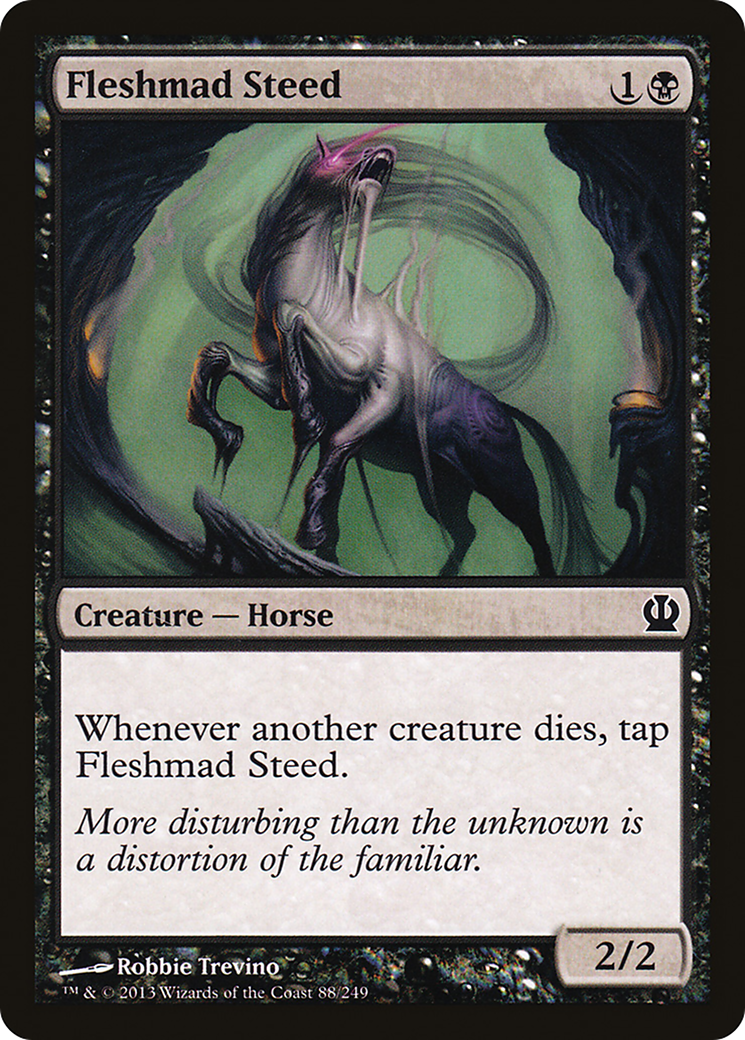 Fleshmad Steed 1
Creature — Horse
Whenever another creature dies, tap
Fleshmad Steed.
More disturbing than the unknown is
a distortion of the familiar.
2/2
Robbie Trevino
™ & © 2013 Wizards of the Coast 88/249